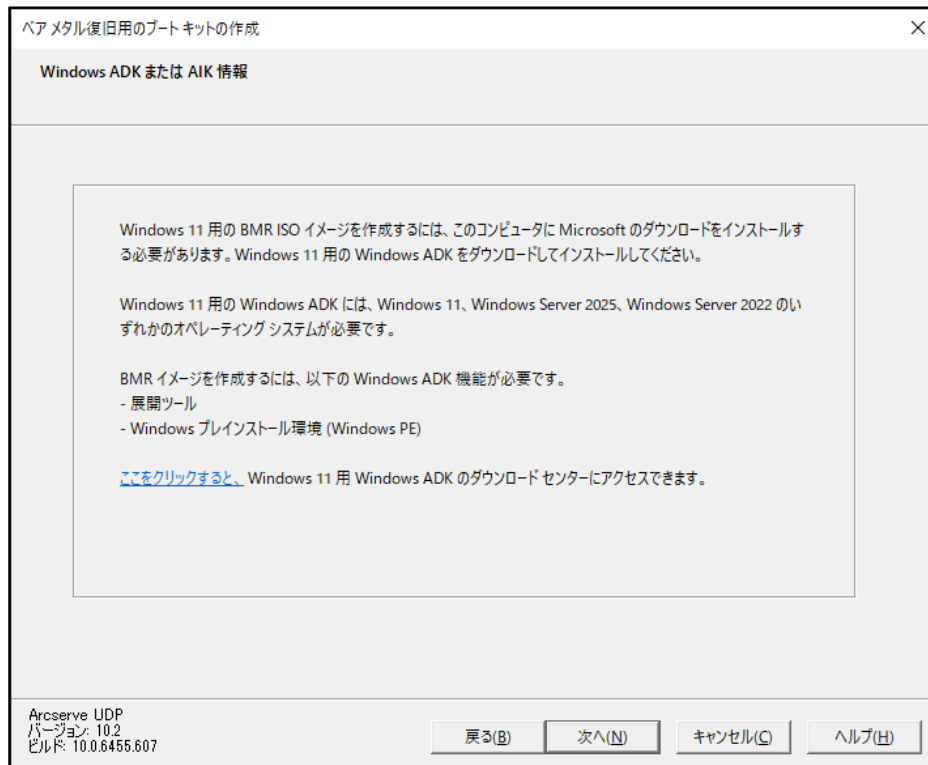 ベア メタル復旧用のブート キットの作成
Windows ADK または AIK 情報
Windows 11 用の BMR ISO イメージを作成するには、このコンピュータに Microsoft のダウンロードをインストールす
る必要があります。Windows 11 用の Windows ADK をダウンロードしてインストールしてください。
Windows 11 用の Windows ADK には、Windows 11、Windows Server 2025、Windows Server 2022 のい
ずれかのオペレーティング システムが必要です。
BMR イメージを作成するには、以下の Windows ADK 機能が必要です。
- 展開ツール
- Windows プレインストール環境 (Windows PE)
ここをクリックすると、 Windows 11 用 Windows ADK のダウンロード センターにアクセスできます。
Arcserve UDP
バージョン: 10.2
ビルド: 10.0.6455.607
戻る(B) 次へ(N) キャンセル(C) ヘルプ(H)